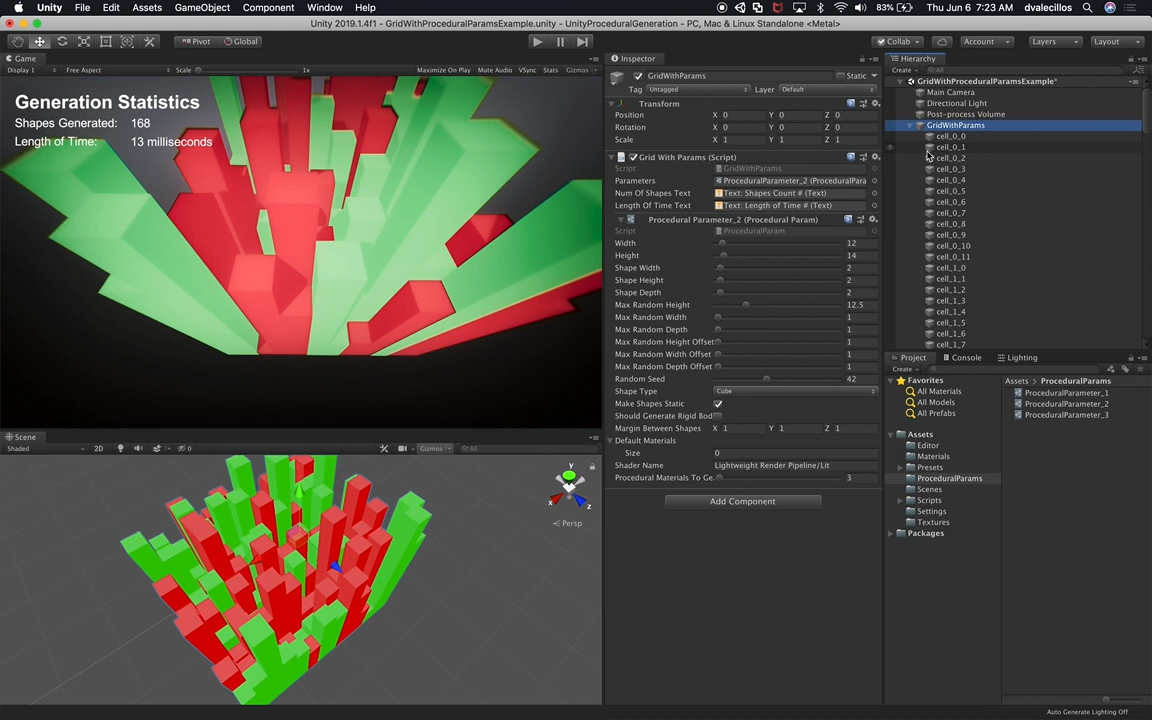 Unity File Edit Assets GameObject Component Window Help 83% Thu Jun 6 7:23 AM dvalecillos
Unity 2019.1.4f1 - GridWithProceduralParamsExample.unity - UnityProceduralGeneration - PC, Mac & Linux Standalone <Metal>
Pivot Global Collab Account Layers Layout
Game
Display 1 Free Aspect Scale 1x Maximize On Play Mute Audio VSync Stats Gizmos
Generation Statistics
Shapes Generated: 168
Length of Time: 13 milliseconds
Scene
Shaded 2D 0 Gizmos All
y
x
z
Persp
Inspector
GridWithParams Static
Tag Untagged Layer Default
Transform
Position X 0 Y 0 Z 0
Rotation X 0 Y 0 Z 0
Scale X 1 Y 1 Z 1
Grid With Params (Script)
Script GridWithParams
Parameters ProceduralParameter_2 (ProceduralPara
Num Of Shapes Text Text: Shapes Count # (Text)
Length Of Time Text Text: Length of Time # (Text)
Procedural Parameter_2 (Procedural Param)
Script ProceduralParam
Width 12
Height 14
Shape Width 2
Shape Height 2
Shape Depth 2
Max Random Height 12.5
Max Random Width 1
Max Random Depth 1
Max Random Height Offset 1
Max Random Width Offset 1
Max Random Depth Offset 1
Random Seed 42
Shape Type Cube
Make Shapes Static
Should Generate Rigid Bod
Margin Between Shapes X 1 Y 1 Z 1
Default Materials
Size 0
Shader Name Lightweight Render Pipeline/Lit
Procedural Materials To Ge 3
Add Component
Hierarchy
Create All
GridWithProceduralParamsExample*
Main Camera
Directional Light
Post-process Volume
GridWithParams
cell_0_0
cell_0_1
cell_0_2
cell_0_3
cell_0_4
cell_0_5
cell_0_6
cell_0_7
cell_0_8
cell_0_9
cell_0_10
cell_0_11
cell_1_0
cell_1_1
cell_1_2
cell_1_3
cell_1_4
cell_1_5
cell_1_6
cell_1_7
Project Console Lighting
Create
Favorites
All Materials
All Models
All Prefabs
Assets
Editor
Materials
Presets
ProceduralParams
Scenes
Scripts
Settings
Textures
Packages
Assets ProceduralParams
ProceduralParameter_1
ProceduralParameter_2
ProceduralParameter_3
Auto Generate Lighting Off